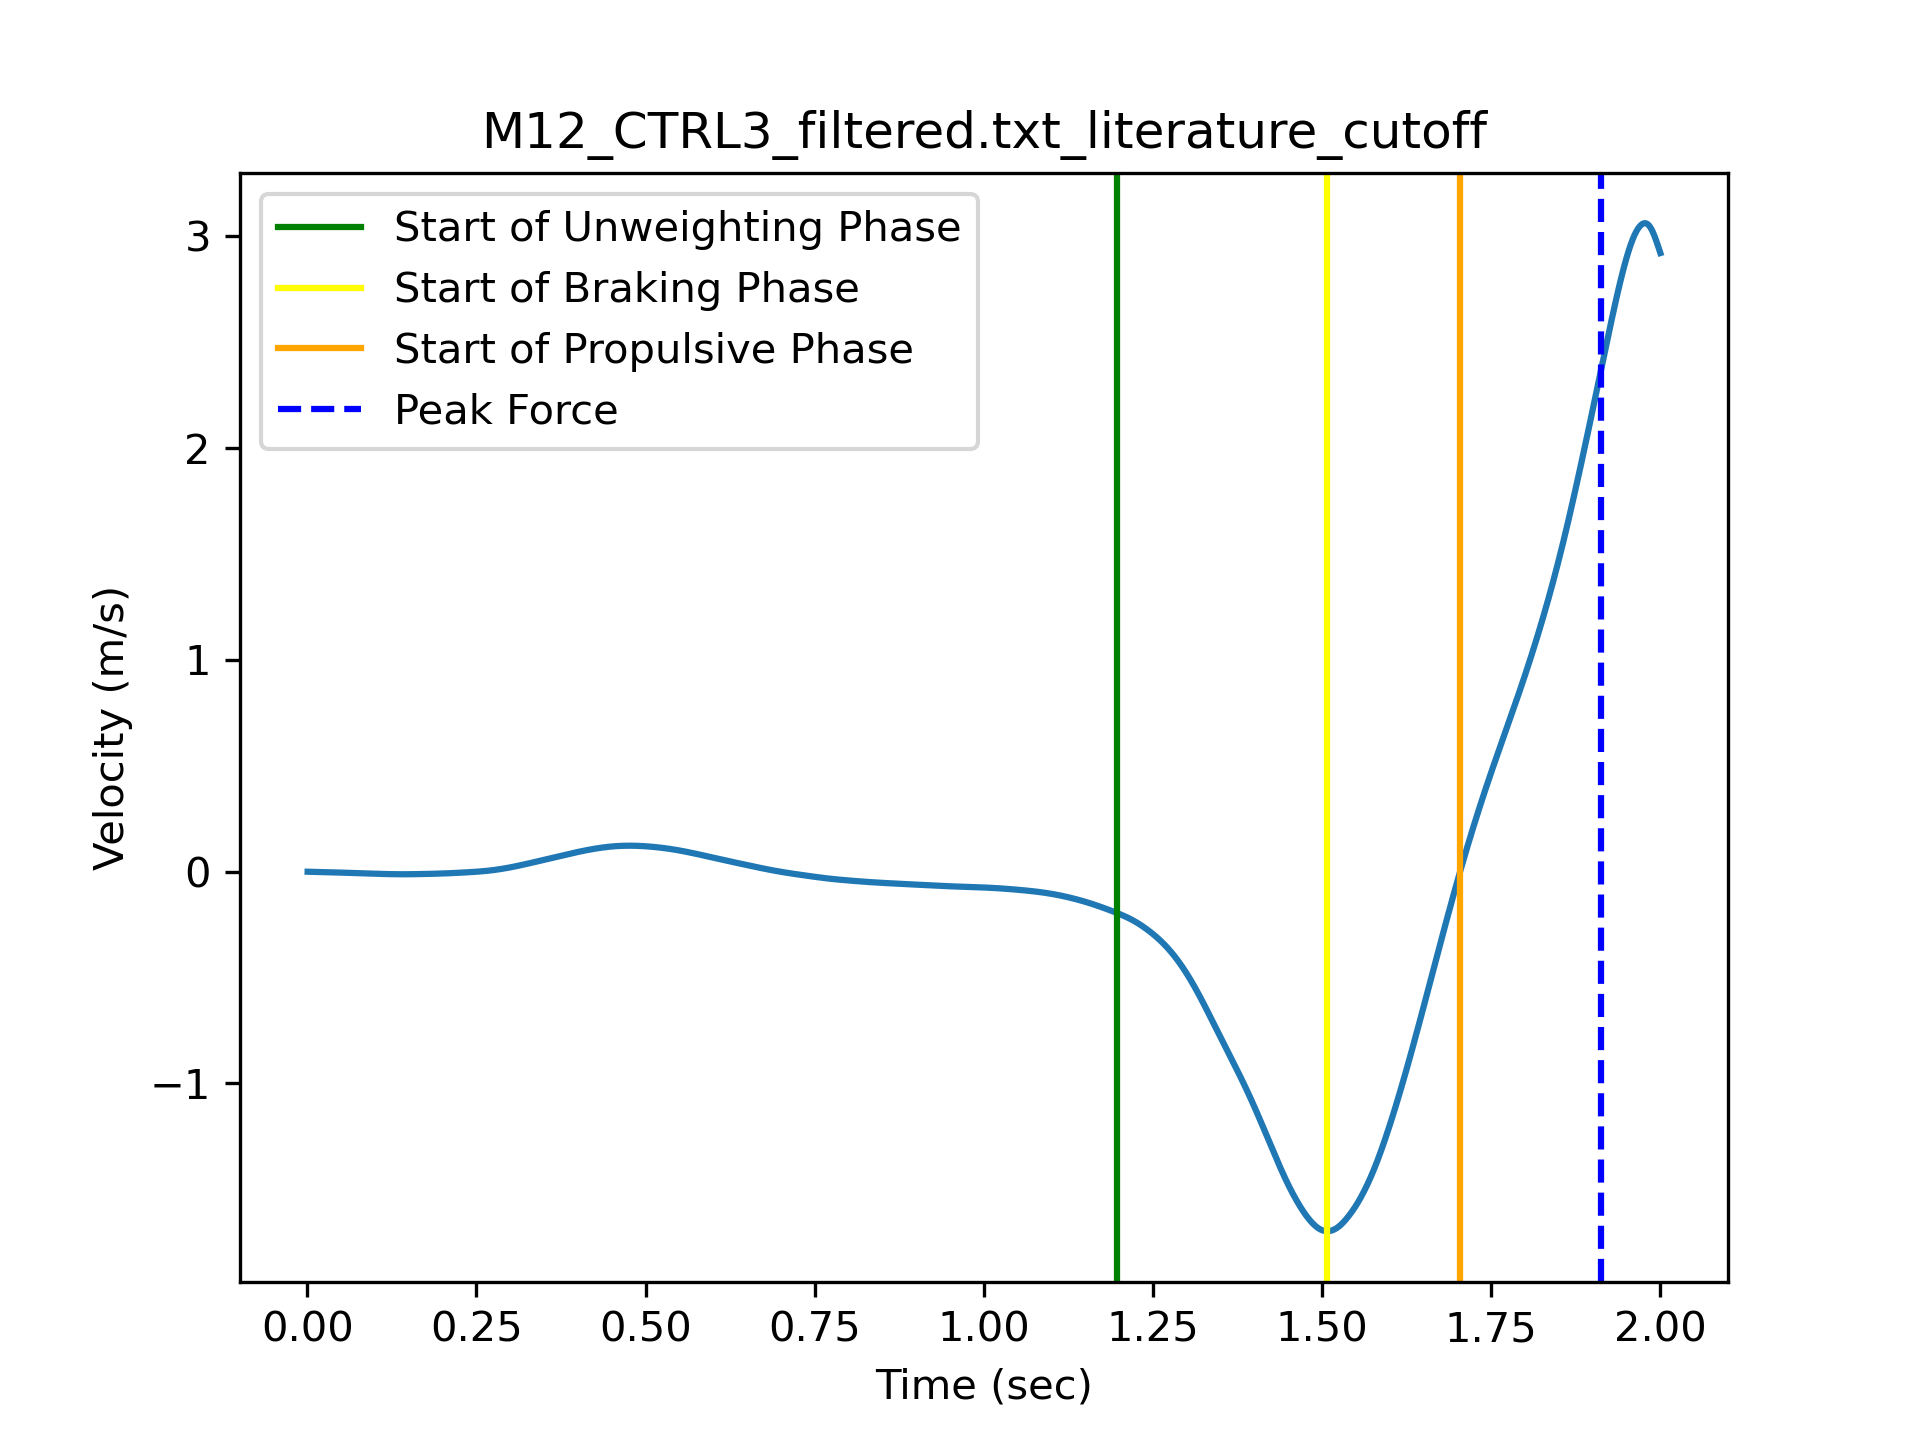 M12_CTRL3_filtered.txt_literature_cutoff
Start of Unweighting Phase
Start of Braking Phase
Start of Propulsive Phase
Peak Force
3
2
1
0
−1
Velocity (m/s)
0.00 0.25 0.50 0.75 1.00 1.25 1.50 1.75 2.00
Time (sec)